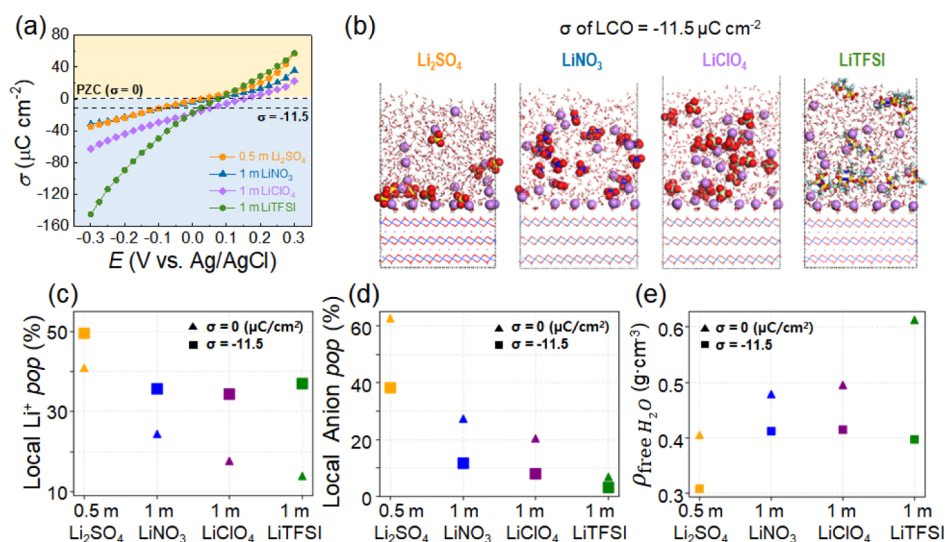 (a)
80
40
0
-40
-80
-120
-160
σ (μC cm⁻²)
PZC (σ = 0)
σ = -11.5
0.5 m Li₂SO₄
1 m LiNO₃
1 m LiClO₄
1 m LiTFSI
-0.3 -0.2 -0.1 0.0 0.1 0.2 0.3
E (V vs. Ag/AgCl)
(b)
σ of LCO = -11.5 μC cm⁻²
Li₂SO₄ LiNO₃ LiClO₄ LiTFSI
(c)
Local Li⁺ pop (%)
50
30
10
σ = 0 (μC/cm²)
σ = -11.5
0.5 m 1 m 1 m 1 m
Li₂SO₄ LiNO₃ LiClO₄ LiTFSI
(d)
Local Anion pop (%)
60
40
20
0
σ = 0 (μC/cm²)
σ = -11.5
0.5 m 1 m 1 m 1 m
Li₂SO₄ LiNO₃ LiClO₄ LiTFSI
(e)
ρfree H₂O (g·cm⁻³)
0.6
0.5
0.4
0.3
σ = 0 (μC/cm²)
σ = -11.5
0.5 m 1 m 1 m 1 m
Li₂SO₄ LiNO₃ LiClO₄ LiTFSI